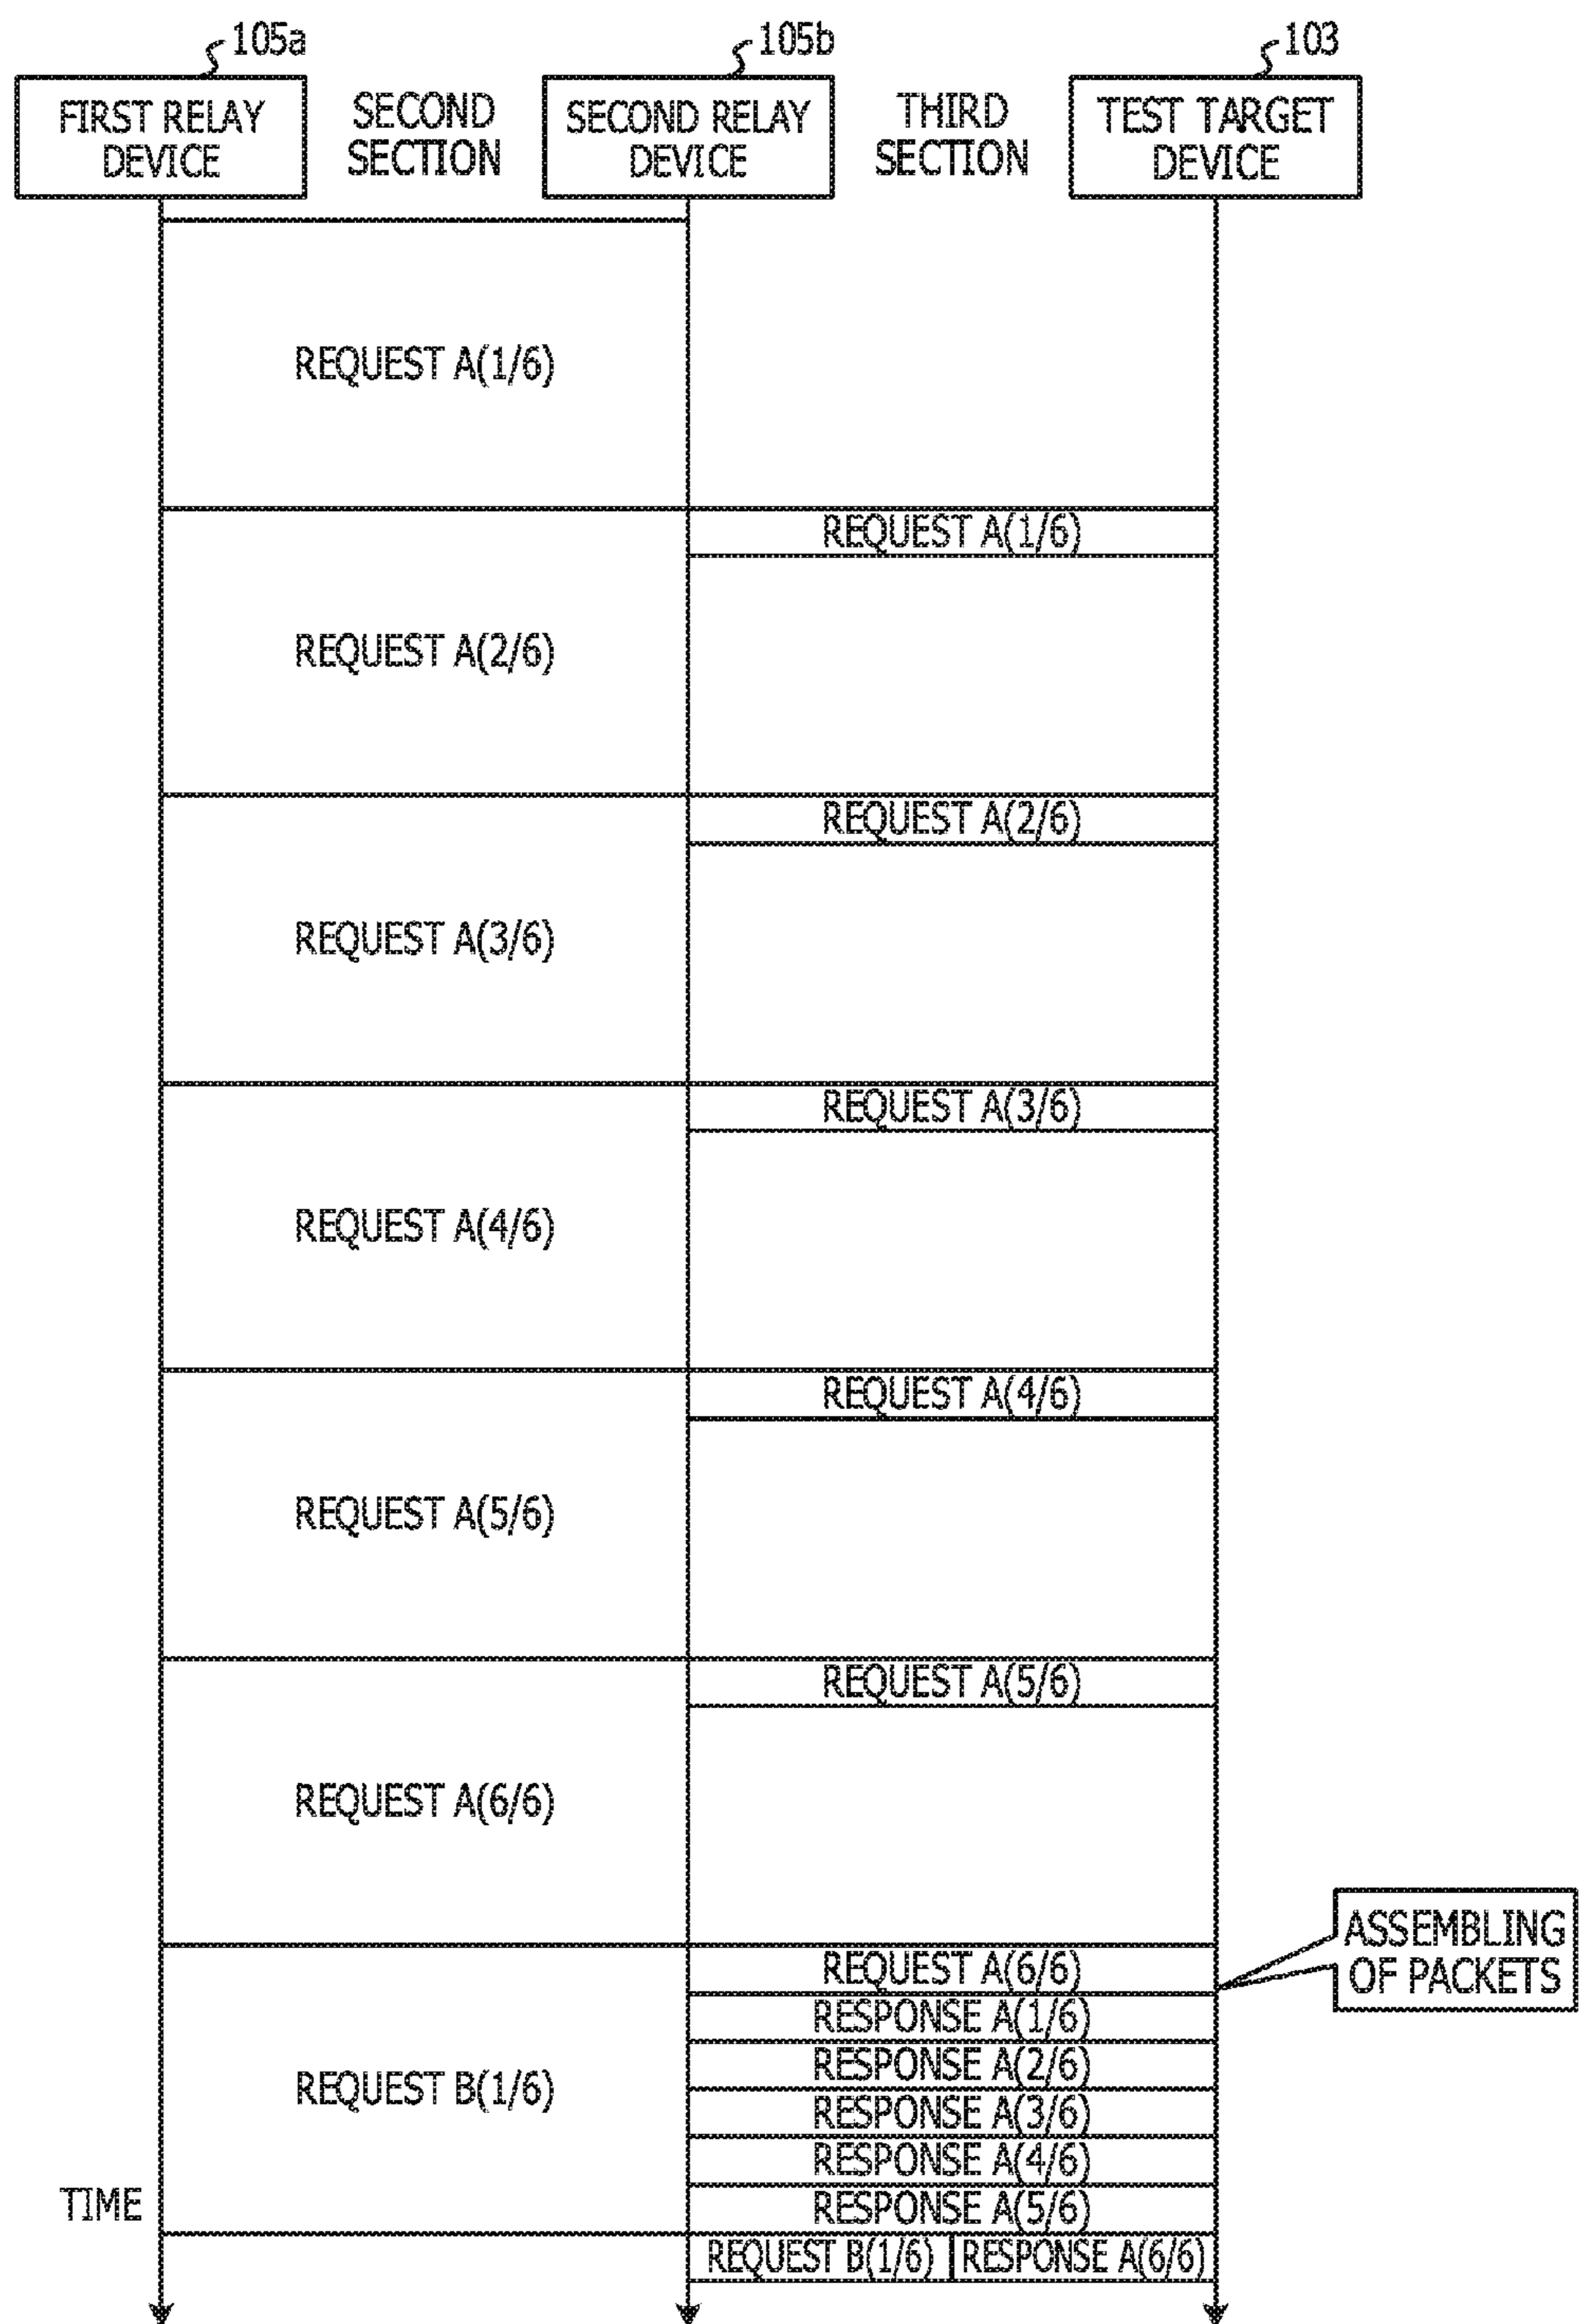 105a
105b
103
FIRST RELAY
DEVICE
SECOND
SECTION
SECOND RELAY
DEVICE
THIRD
SECTION
TEST TARGET
DEVICE
REQUEST A(1/6)
REQUEST A(1/6)
REQUEST A(2/6)
REQUEST A(2/6)
REQUEST A(3/6)
REQUEST A(3/6)
REQUEST A(4/6)
REQUEST A(4/6)
REQUEST A(5/6)
REQUEST A(5/6)
REQUEST A(6/6)
ASSEMBLING
OF PACKETS
REQUEST A(6/6)
RESPONSE A(1/6)
RESPONSE A(2/6)
REQUEST B(1/6)
RESPONSE A(3/6)
RESPONSE A(4/6)
RESPONSE A(5/6)
TIME
REQUEST B(1/6)
RESPONSE A(6/6)